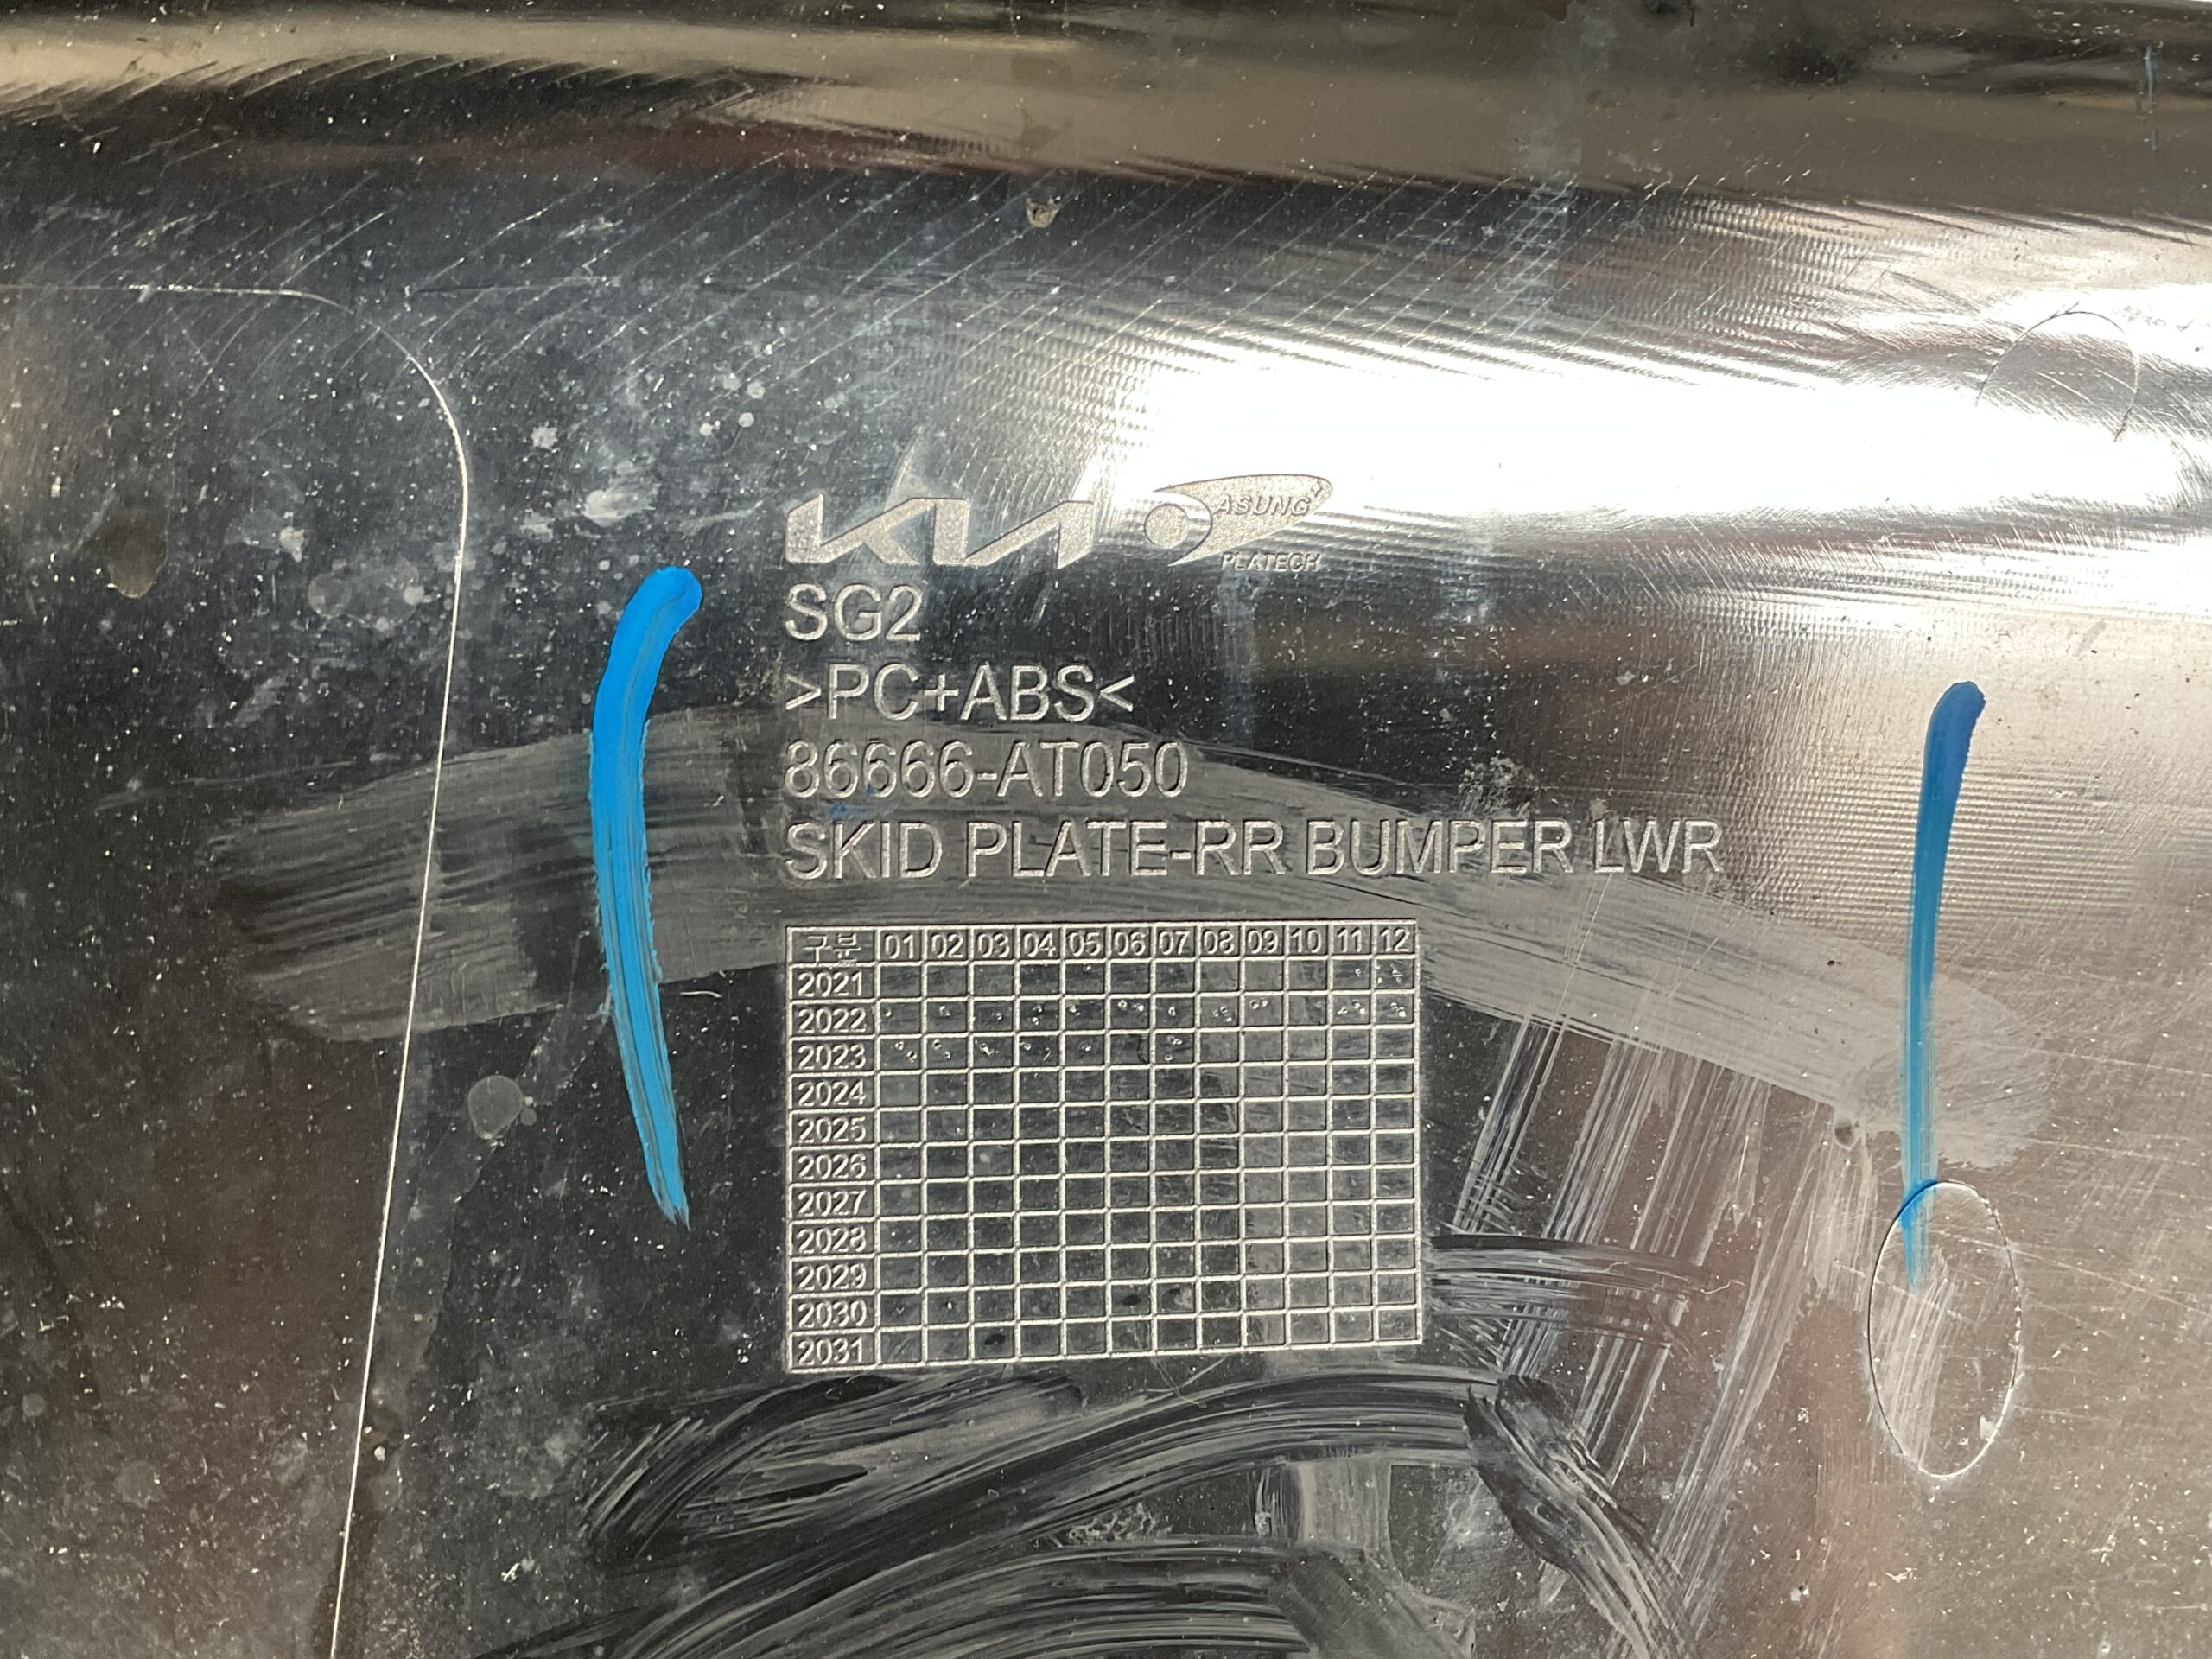 KIA ASUNG PLATECH
SG2
>PC+ABS<
86666-AT050
SKID PLATE-RR BUMPER LWR
구분 01 02 03 04 05 06 07 08 09 10 11 12
2021
2022
2023
2024
2025
2026
2027
2028
2029
2030
2031